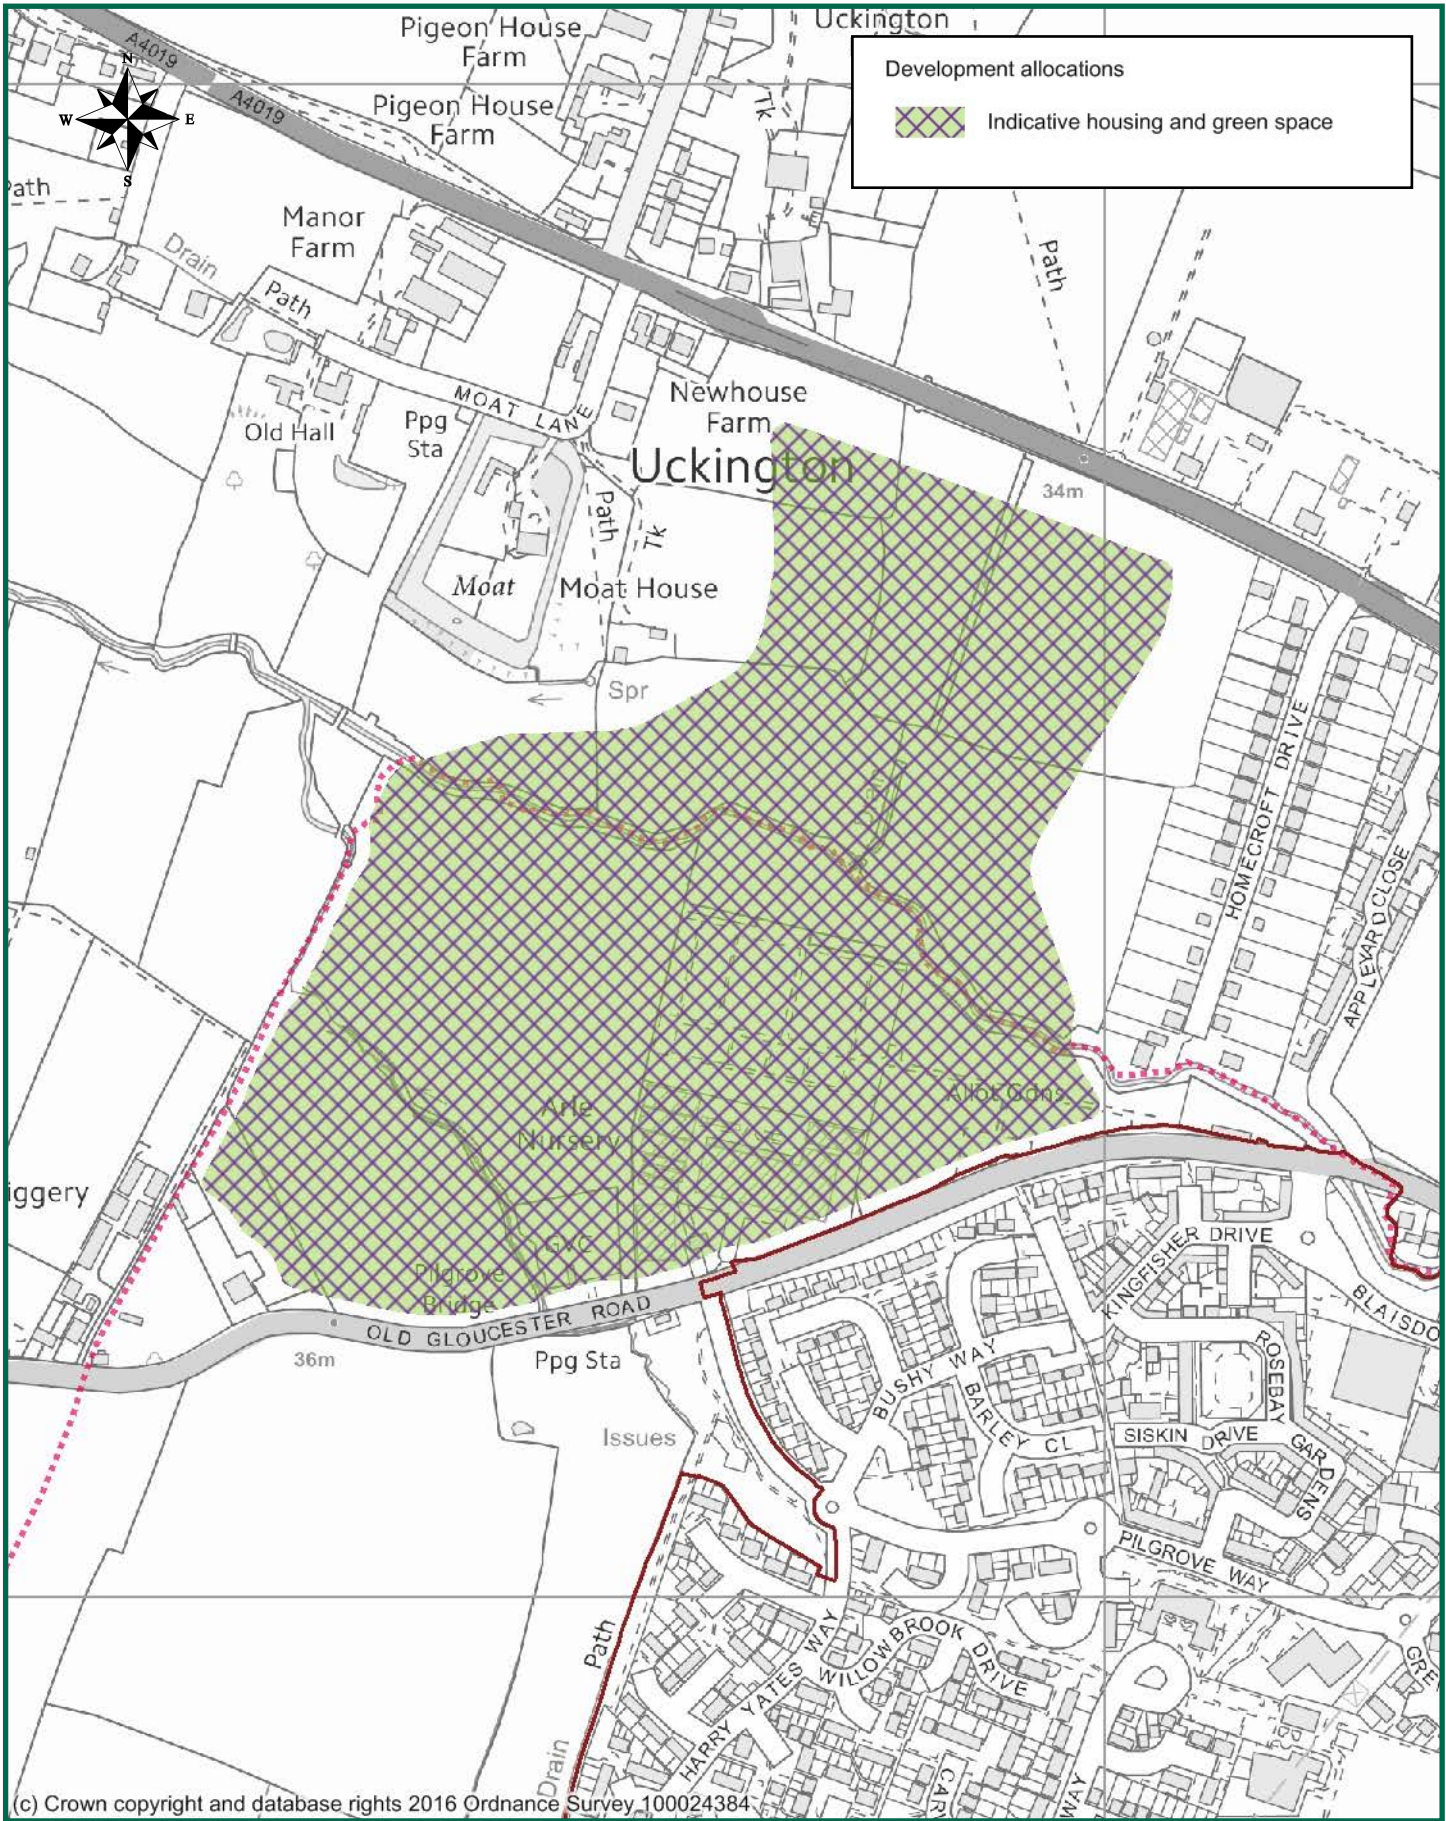 Uckington
Pigeon House
Farm
A4019
Development allocations
N
W
E
S
A4019
Pigeon House
Farm
Tk
Indicative housing and green space
Path
Manor
Farm
Drain
Path
Path
MOAT LANE
Newhouse
Farm
Old Hall
Ppg
Sta
Uckington
34m
Path
Tk
Moat
Moat House
Spr
HOMECROFT DRIVE
Drain
APPLEYARD CLOSE
Allot Gdns
Arle
Nursery
iggery
GVC
KINGFISHER DRIVE
Pilgrove
Bridge
BLAISDO
OLD GLOUCESTER ROAD
36m
Ppg Sta
BUSHY WAY
ROSEBAY GARDENS
BARLEY CL
SISKIN DRIVE
Issues
PILGROVE WAY
Path
WILLOWBROOK DRIVE
HARRY YATES WAY
GRE
Drain
CAR
WAY
(c) Crown copyright and database rights 2016 Ordnance Survey 100024384